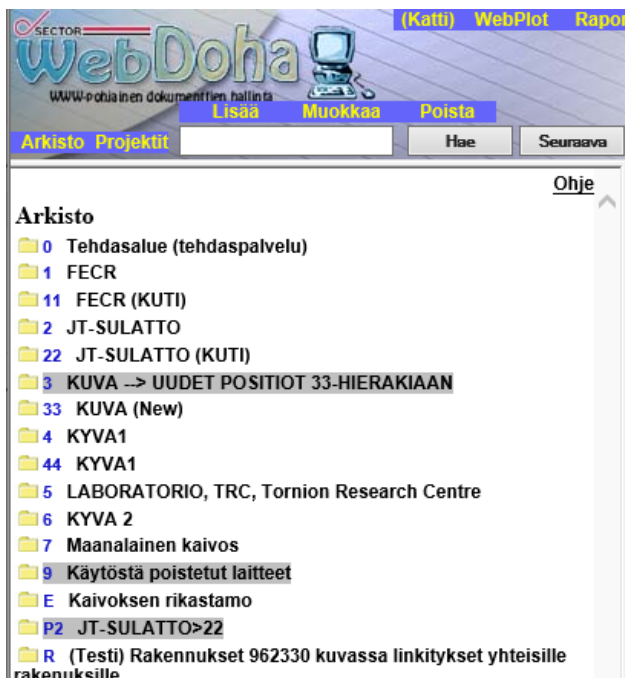 (Katti) WebPlot Rapor
SECTOR
WebDoha
WWW-pohjainen dokumenttien hallinta
Lisää Muokkaa Poista
Arkisto Projektit Hae Seuraava
Ohje
Arkisto
0 Tehdasalue (tehdaspalvelu)
1 FECR
11 FECR (KUTI)
2 JT-SULATTO
22 JT-SULATTO (KUTI)
3 KUVA --> UUDET POSITIOT 33-HIERAKIAAN
33 KUVA (New)
4 KYVA1
44 KYVA1
5 LABORATORIO, TRC, Tornion Research Centre
6 KYVA 2
7 Maanalainen kaivos
9 Käytöstä poistetut laitteet
E Kaivoksen rikastamo
P2 JT-SULATTO>22
R (Testi) Rakennukset 962330 kuvassa linkitykset yhteisille
rakenuksille